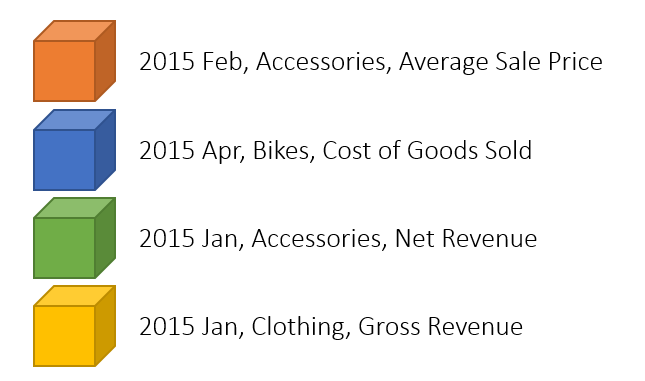 2015 Feb, Accessories, Average Sale Price
2015 Apr, Bikes, Cost of Goods Sold
2015 Jan, Accessories, Net Revenue
2015 Jan, Clothing, Gross Revenue